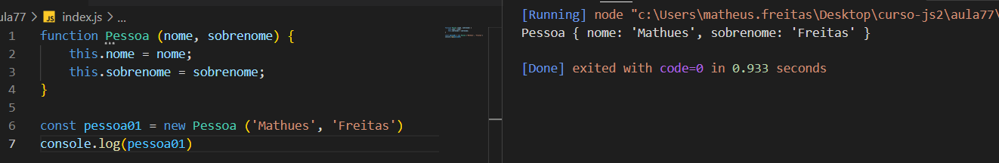 ula77 > JS index.js > ...
1 function Pessoa (nome, sobrenome) {
2 this.nome = nome;
3 this.sobrenome = sobrenome;
4 }
5
6 const pessoa01 = new Pessoa ('Mathues', 'Freitas')
7 console.log(pessoa01)
[Running] node "c:\Users\matheus.freitas\Desktop\curso-js2\aula77\
Pessoa { nome: 'Mathues', sobrenome: 'Freitas' }
[Done] exited with code=0 in 0.933 seconds